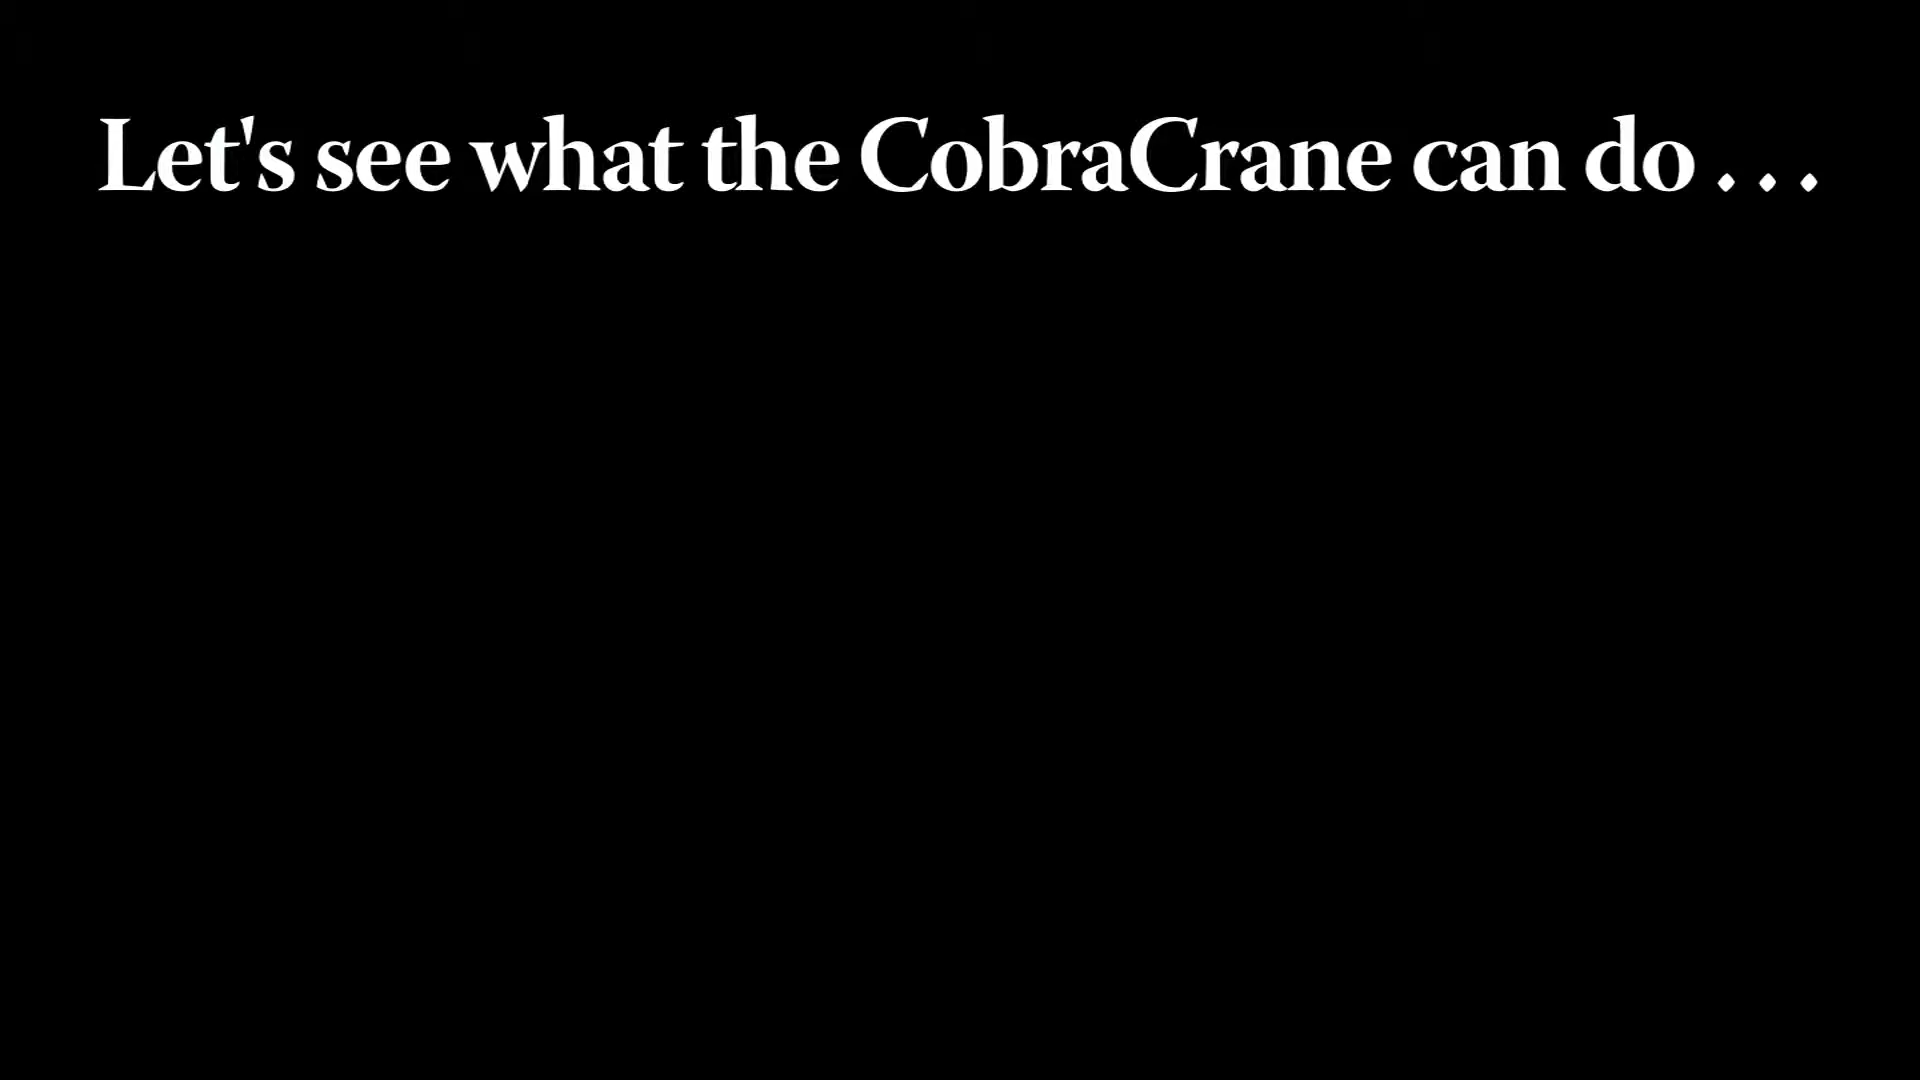 Let's see what the CobraCrane can do . . .